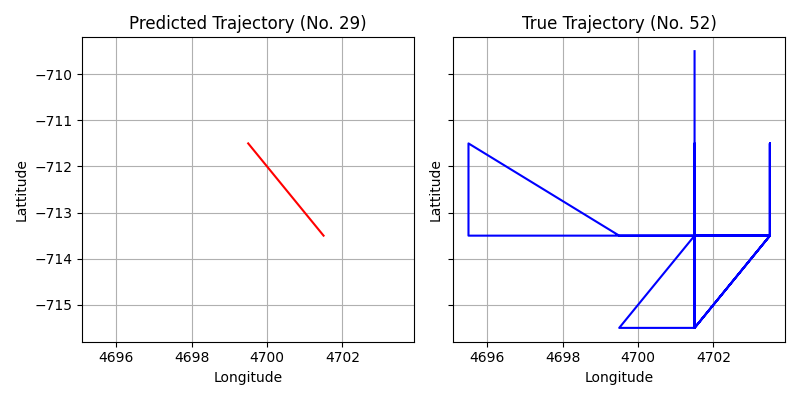 Predicted Trajectory (No. 29)
True Trajectory (No. 52)
−710
−711
−712
−713
−714
−715
Lattitude
Lattitude
4696
4698
4700
4702
4696
4698
4700
4702
Longitude
Longitude